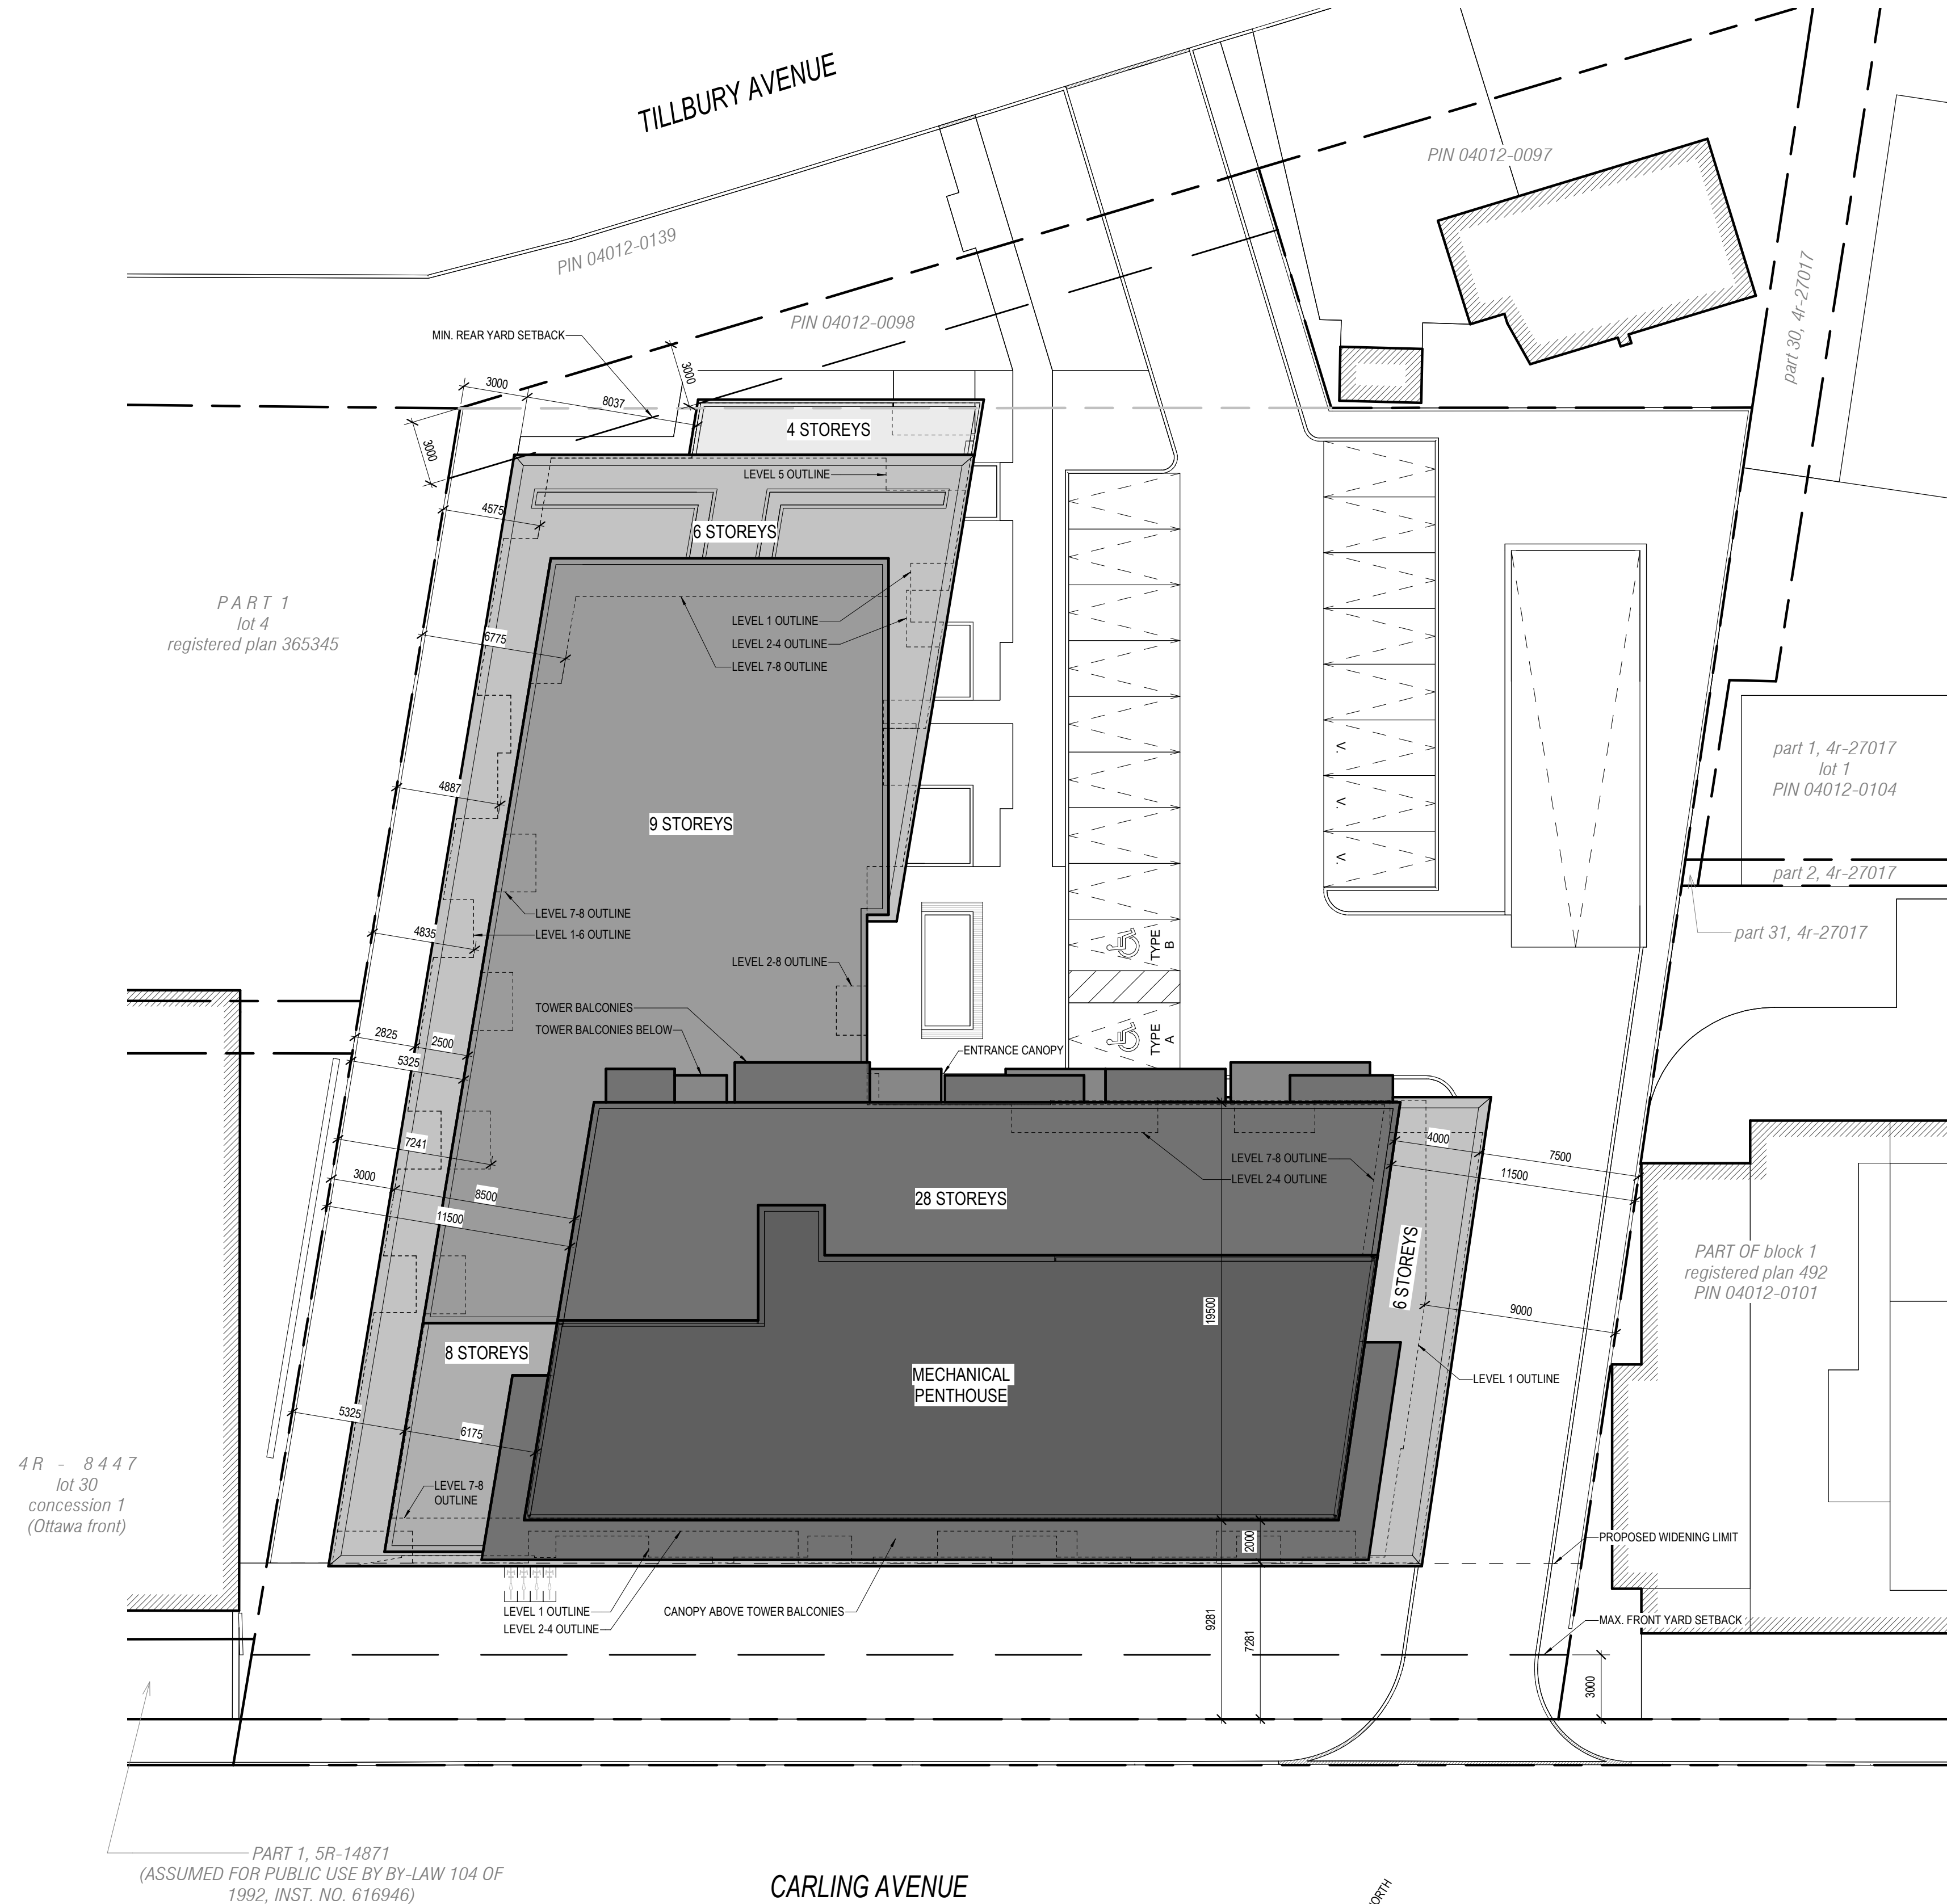 TILLBURY AVENUE
PIN 04012-0097
PIN 04012-0139
part 30, 4r-27017
PIN 04012-0098
MIN. REAR YARD SETBACK
3000
3000
8037
3000
4 STOREYS
LEVEL 5 OUTLINE
4575
6 STOREYS
PART 1
lot 4
registered plan 365345
6775
LEVEL 1 OUTLINE
LEVEL 2-4 OUTLINE
LEVEL 7-8 OUTLINE
4887
9 STOREYS
V.
V.
V.
part 1, 4r-27017
lot 1
PIN 04012-0104
part 2, 4r-27017
part 31, 4r-27017
LEVEL 7-8 OUTLINE
LEVEL 1-6 OUTLINE
4835
LEVEL 2-8 OUTLINE
TYPE
B
TOWER BALCONIES
TOWER BALCONIES BELOW
ENTRANCE CANOPY
TYPE
A
2825
2500
5325
7241
3000
8500
11500
4000
7500
11500
LEVEL 7-8 OUTLINE
LEVEL 2-4 OUTLINE
28 STOREYS
6 STOREYS
19500
9000
PART OF block 1
registered plan 492
PIN 04012-0101
8 STOREYS
MECHANICAL
PENTHOUSE
LEVEL 1 OUTLINE
5325
6175
4R - 8447
lot 30
concession 1
(Ottawa front)
LEVEL 7-8
OUTLINE
2000
PROPOSED WIDENING LIMIT
LEVEL 1 OUTLINE
LEVEL 2-4 OUTLINE
CANOPY ABOVE TOWER BALCONIES
9281
7281
MAX. FRONT YARD SETBACK
3000
PART 1, 5R-14871
(ASSUMED FOR PUBLIC USE BY BY-LAW 104 OF
1992, INST. NO. 616946)
CARLING AVENUE